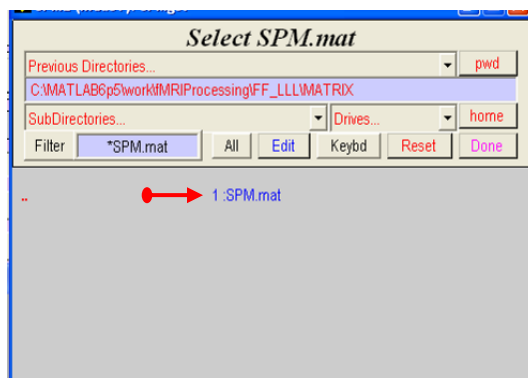 Select SPM.mat
Previous Directories... pwd
C:\MATLAB6p5\work\fMRIProcessing\FF_LLL\MATRIX
SubDirectories... Drives... home
Filter *SPM.mat All Edit Keybd Reset Done
.. 1 :SPM.mat